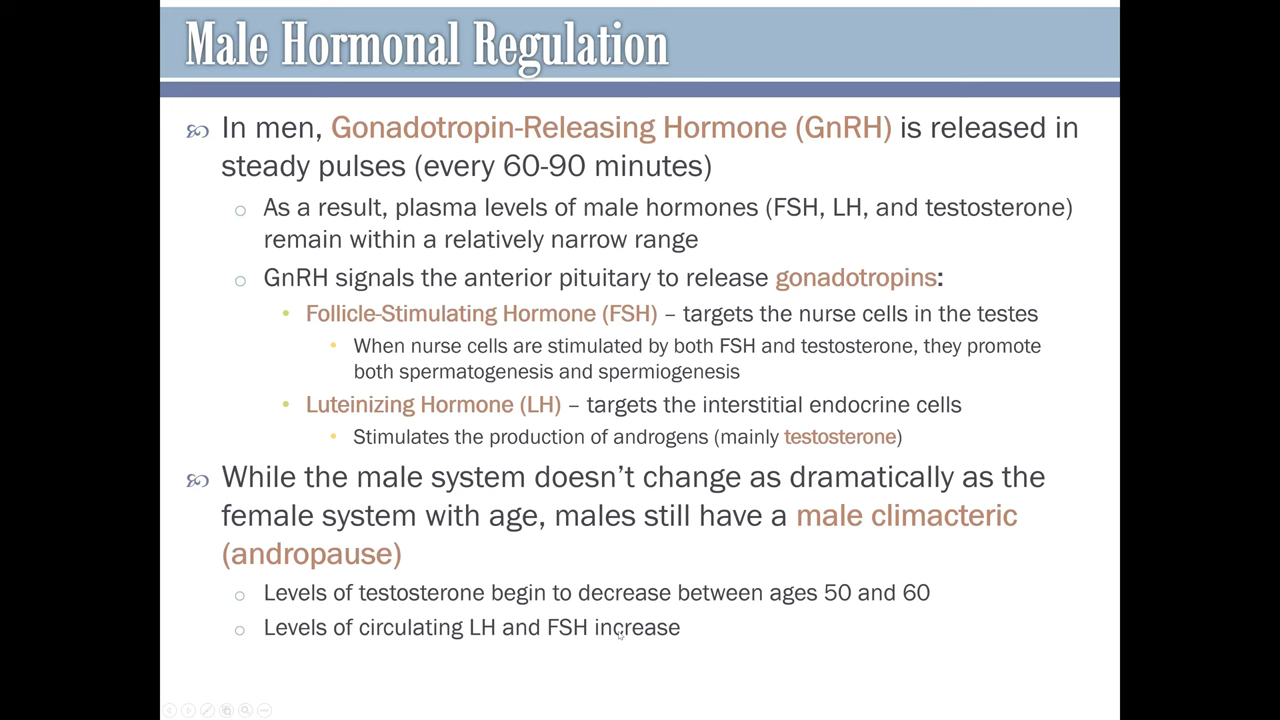 Male Hormonal Regulation
In men, Gonadotropin-Releasing Hormone (GnRH) is released in
steady pulses (every 60-90 minutes)
As a result, plasma levels of male hormones (FSH, LH, and testosterone)
remain within a relatively narrow range
GnRH signals the anterior pituitary to release gonadotropins:
Follicle-Stimulating Hormone (FSH) – targets the nurse cells in the testes
When nurse cells are stimulated by both FSH and testosterone, they promote
both spermatogenesis and spermiogenesis
Luteinizing Hormone (LH) – targets the interstitial endocrine cells
Stimulates the production of androgens (mainly testosterone)
While the male system doesn't change as dramatically as the
female system with age, males still have a male climacteric
(andropause)
Levels of testosterone begin to decrease between ages 50 and 60
Levels of circulating LH and FSH increase